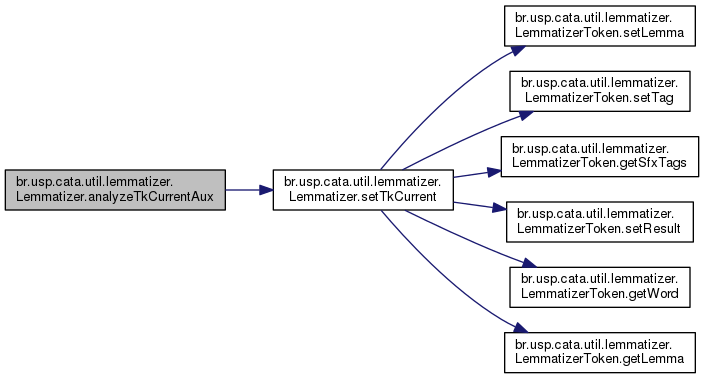 br.usp.cata.util.lemmatizer.
Lemmatizer.analyzeTkCurrentAux
br.usp.cata.util.lemmatizer.
Lemmatizer.setTkCurrent
br.usp.cata.util.lemmatizer.
LemmatizerToken.setLemma
br.usp.cata.util.lemmatizer.
LemmatizerToken.setTag
br.usp.cata.util.lemmatizer.
LemmatizerToken.getSfxTags
br.usp.cata.util.lemmatizer.
LemmatizerToken.setResult
br.usp.cata.util.lemmatizer.
LemmatizerToken.getWord
br.usp.cata.util.lemmatizer.
LemmatizerToken.getLemma